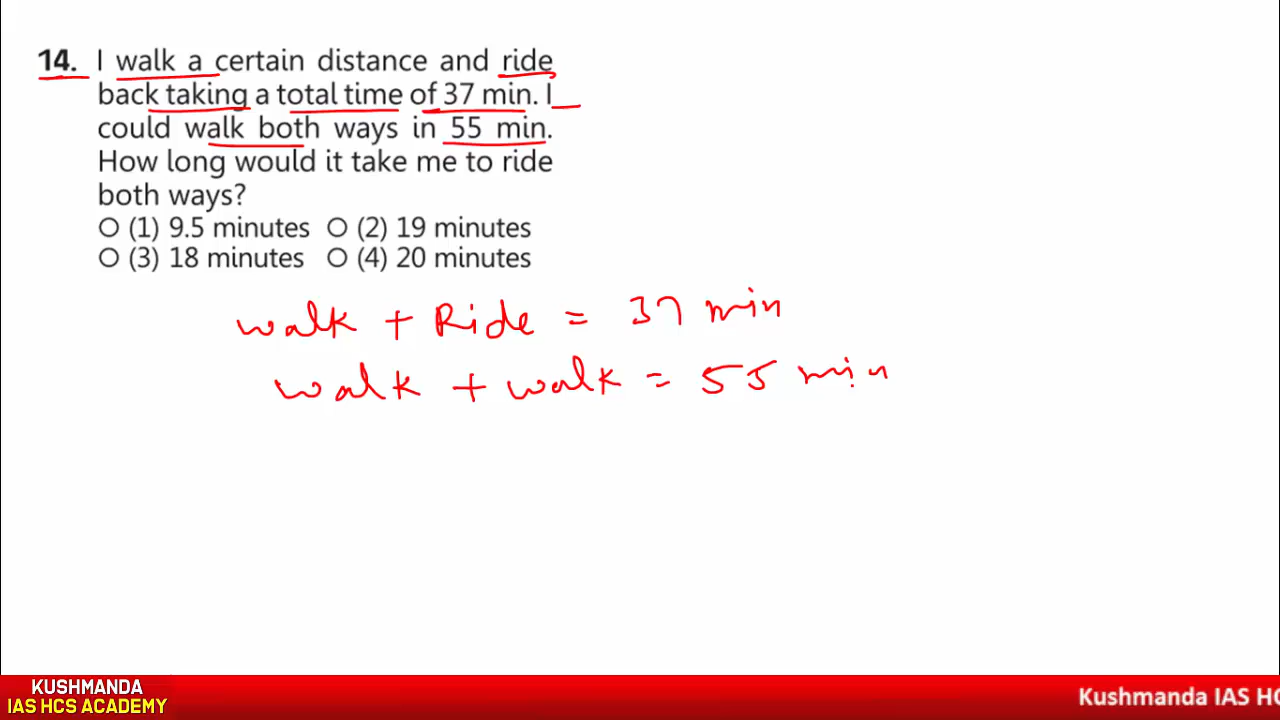 14. I walk a certain distance and ride
back taking a total time of 37 min. I
could walk both ways in 55 min.
How long would it take me to ride
both ways?
O (1) 9.5 minutes O (2) 19 minutes
O (3) 18 minutes O (4) 20 minutes
walk + Ride = 37 min
walk + walk = 55 min
KUSHMANDA
IAS HCS ACADEMY
Kushmanda IAS HC